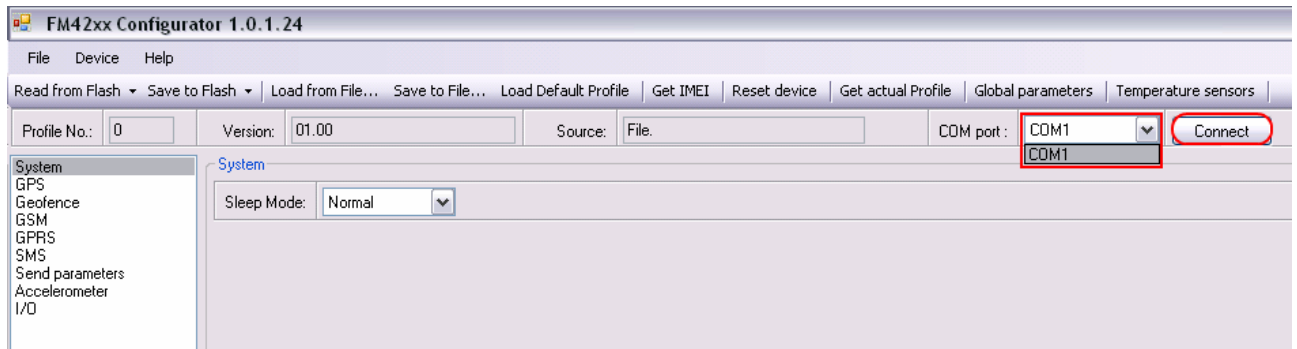 FM42xx Configurator 1.0.1.24
File Device Help
Read from Flash Save to Flash Load from File... Save to File... Load Default Profile Get IMEI Reset device Get actual Profile Global parameters Temperature sensors
Profile No.: 0 Version: 01.00 Source: File. COM port : COM1 Connect
COM1
System
GPS
Geofence
GSM
GPRS
SMS
Send parameters
Accelerometer
I/O
System
Sleep Mode: Normal